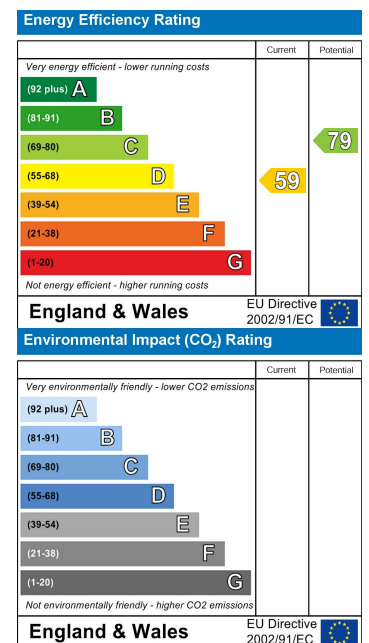 Energy Efficiency Rating
Current Potential
Very energy efficient - lower running costs
(92 plus) A
(81-91) B
(69-80) C
(55-68) D
(39-54) E
(21-38) F
(1-20) G
59
79
Not energy efficient - higher running costs
England & Wales
EU Directive
2002/91/EC
Environmental Impact (CO₂) Rating
Current Potential
Very environmentally friendly - lower CO2 emissions
(92 plus) A
(81-91) B
(69-80) C
(55-68) D
(39-54) E
(21-38) F
(1-20) G
Not environmentally friendly - higher CO2 emissions
England & Wales
EU Directive
2002/91/EC